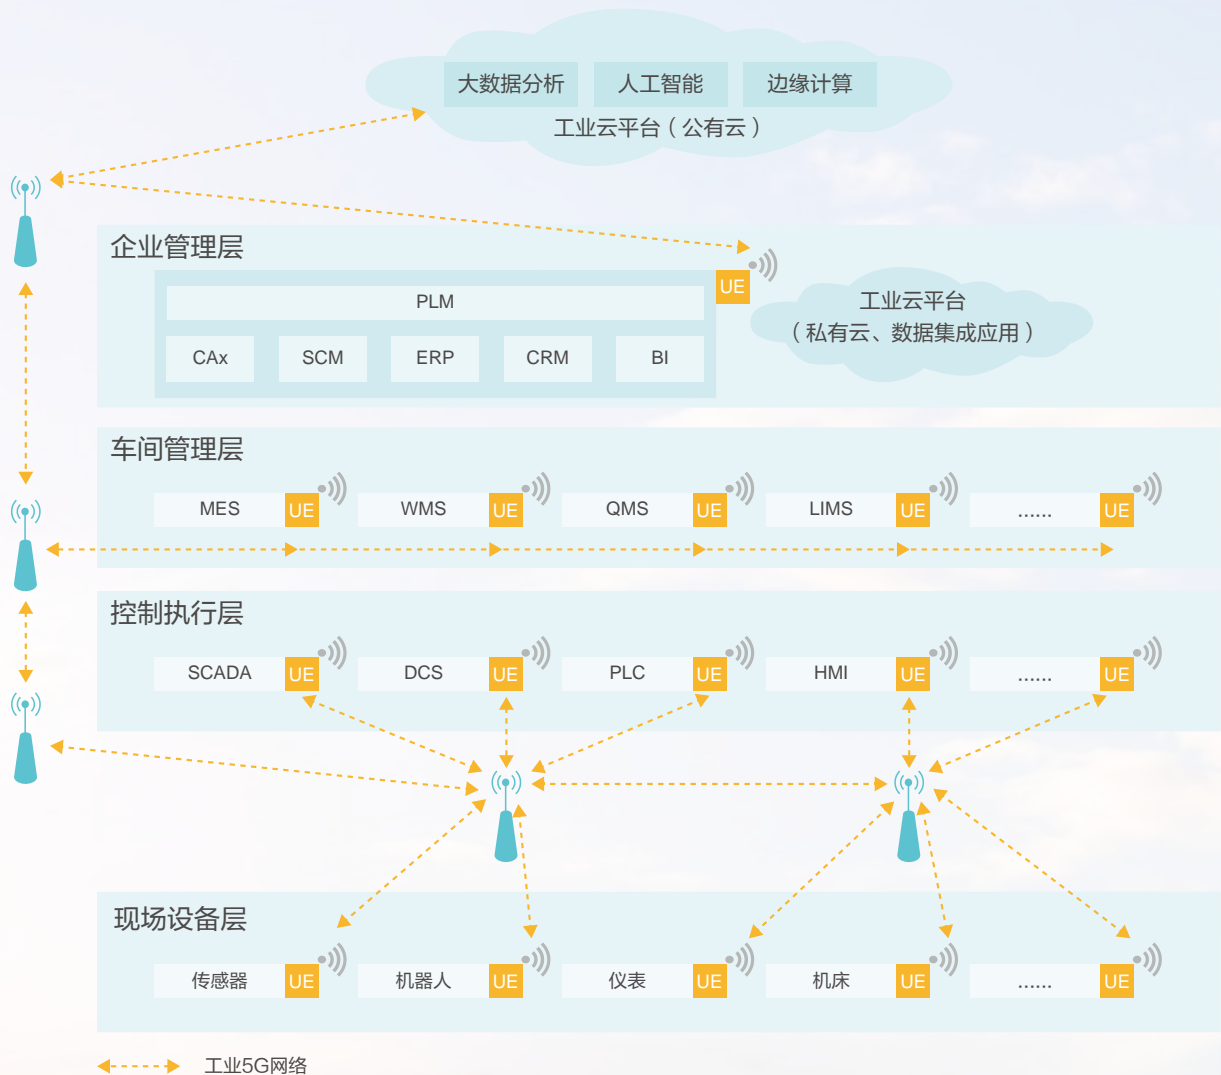 大数据分析
人工智能
边缘计算
工业云平台（公有云）
企业管理层
UE
PLM
CAx
SCM
ERP
CRM
BI
工业云平台
（私有云、数据集成应用）
车间管理层
MES
UE
WMS
UE
QMS
UE
LIMS
UE
......
UE
控制执行层
SCADA
UE
DCS
UE
PLC
UE
HMI
UE
......
UE
现场设备层
传感器
UE
机器人
UE
仪表
UE
机床
UE
......
UE
工业5G网络